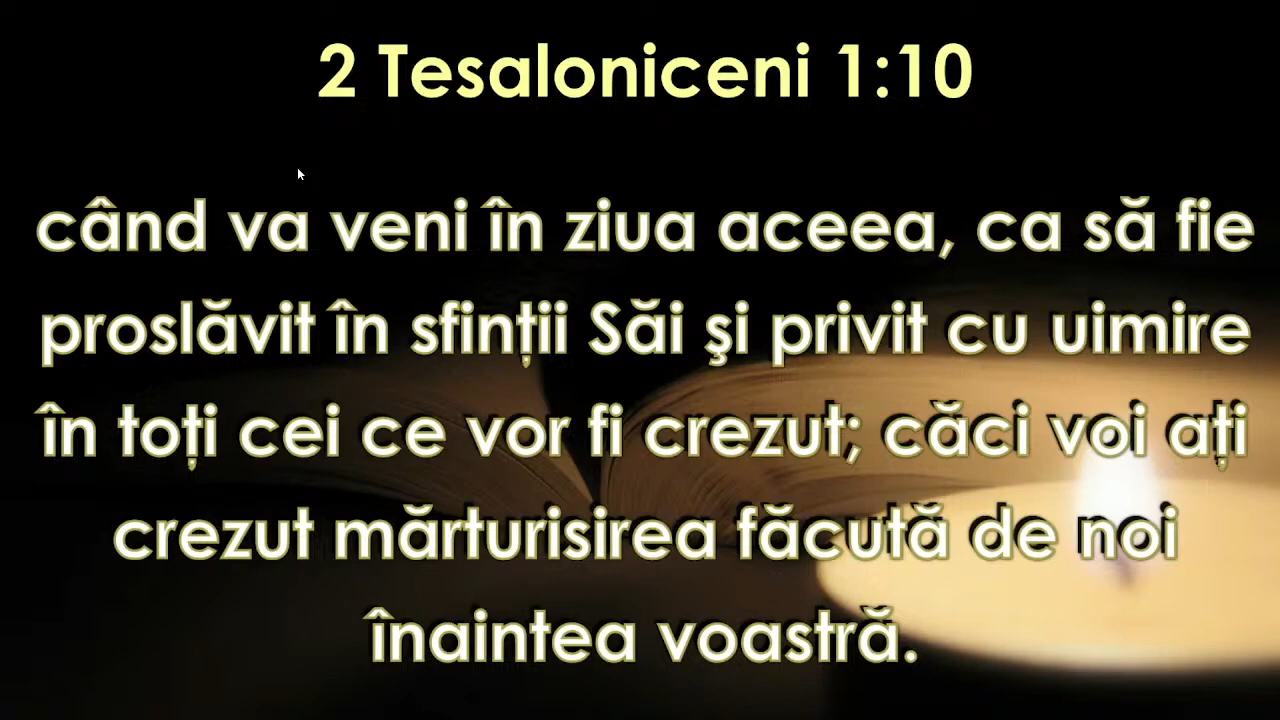 2 Tesaloniceni 1:10
când va veni în ziua aceea, ca să fie
proslăvit în sfinții Săi şi privit cu uimire
în toți cei ce vor fi crezut; căci voi ați
crezut mărturisirea făcută de noi
înaintea voastră.